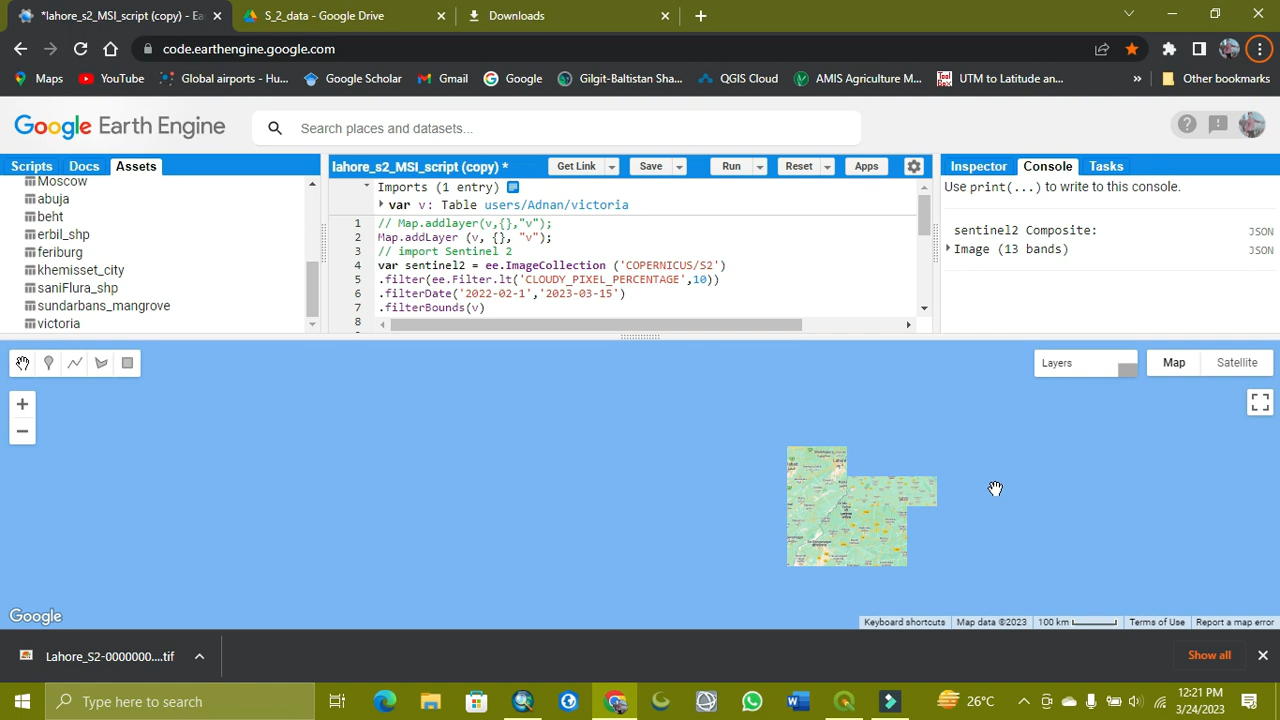 *lahore_s2_MSI_script (copy) - Ea
S_2_data - Google Drive
Downloads
code.earthengine.google.com
Maps
YouTube
Global airports - Hu...
Google Scholar
Gmail
Google
Gilgit-Baltistan Sha...
QGIS Cloud
AMIS Agriculture M...
UTM to Latitude an...
»
Other bookmarks
Google Earth Engine
Search places and datasets...
Scripts
Docs
Assets
Moscow
abuja
beht
erbil_shp
feriburg
khemisset_city
saniFlura_shp
sundarbans_mangrove
victoria
lahore_s2_MSI_script (copy) *
Get Link
Save
Run
Reset
Apps
Imports (1 entry)
var v: Table users/Adnan/victoria
1 // Map.addlayer(v,{},"v");
2 Map.addLayer (v, {}, "v");
3 // import Sentinel 2
4 var sentinel2 = ee.ImageCollection ('COPERNICUS/S2')
5 .filter(ee.Filter.lt('CLOUDY_PIXEL_PERCENTAGE',10))
6 .filterDate('2022-02-1','2023-03-15')
7 .filterBounds(v)
8
Inspector
Console
Tasks
Use print(...) to write to this console.
sentinel2 Composite:
JSON
Image (13 bands)
JSON
Layers
Map
Satellite
Lahore
Google
Keyboard shortcuts
Map data ©2023
100 km
Terms of Use
Report a map error
Lahore_S2-0000000....tif
Show all
Type here to search
26°C
12:21 PM
3/24/2023